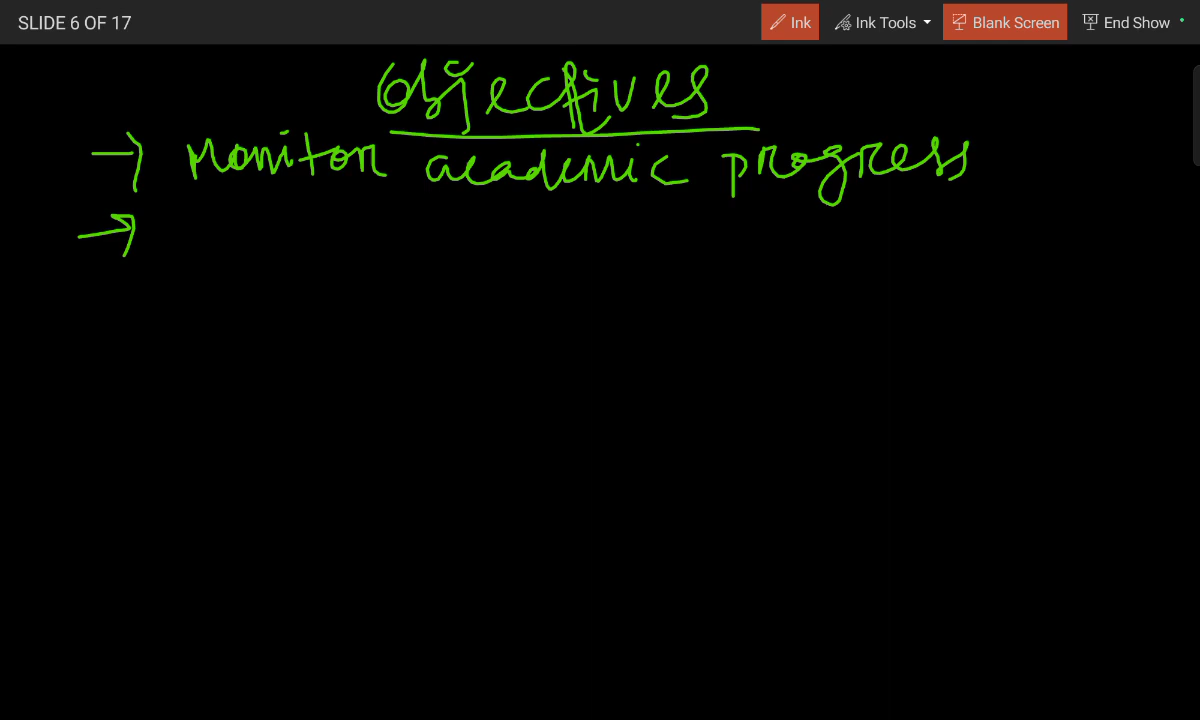 SLIDE 6 OF 17 Ink Ink Tools Blank Screen End Show
Objectives
→ Monitor academic progress
→